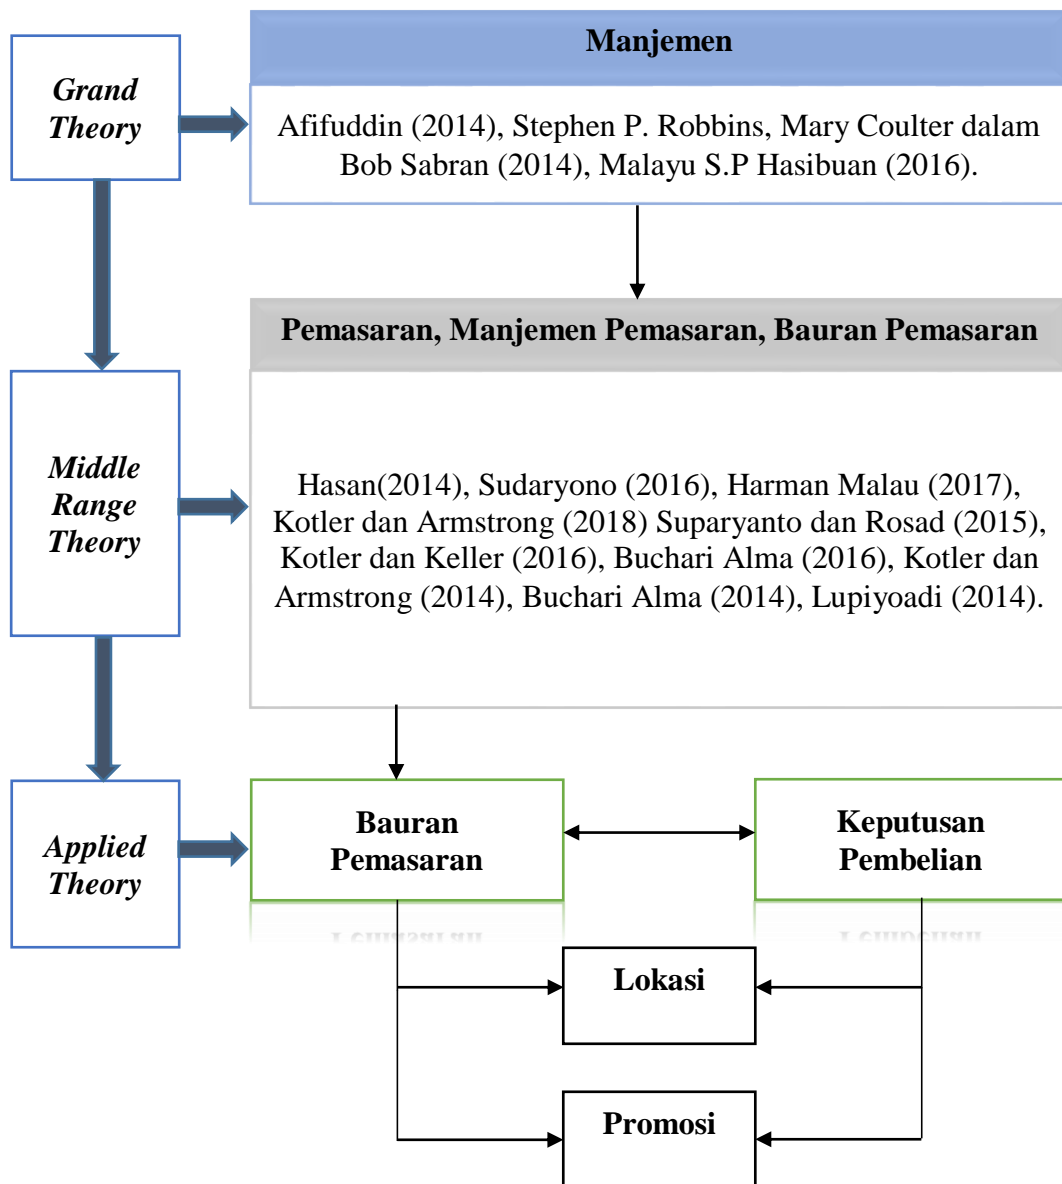 Manjemen
Grand
Theory
Afifuddin (2014), Stephen P. Robbins, Mary Coulter dalam
Bob Sabran (2014), Malayu S.P Hasibuan (2016).
Pemasaran, Manjemen Pemasaran, Bauran Pemasaran
Middle
Range
Theory
Hasan(2014), Sudaryono (2016), Harman Malau (2017),
Kotler dan Armstrong (2018) Suparyanto dan Rosad (2015),
Kotler dan Keller (2016), Buchari Alma (2016), Kotler dan
Armstrong (2014), Buchari Alma (2014), Lupiyoadi (2014).
Applied
Theory
Bauran
Pemasaran
Keputusan
Pembelian
Lokasi
Promosi